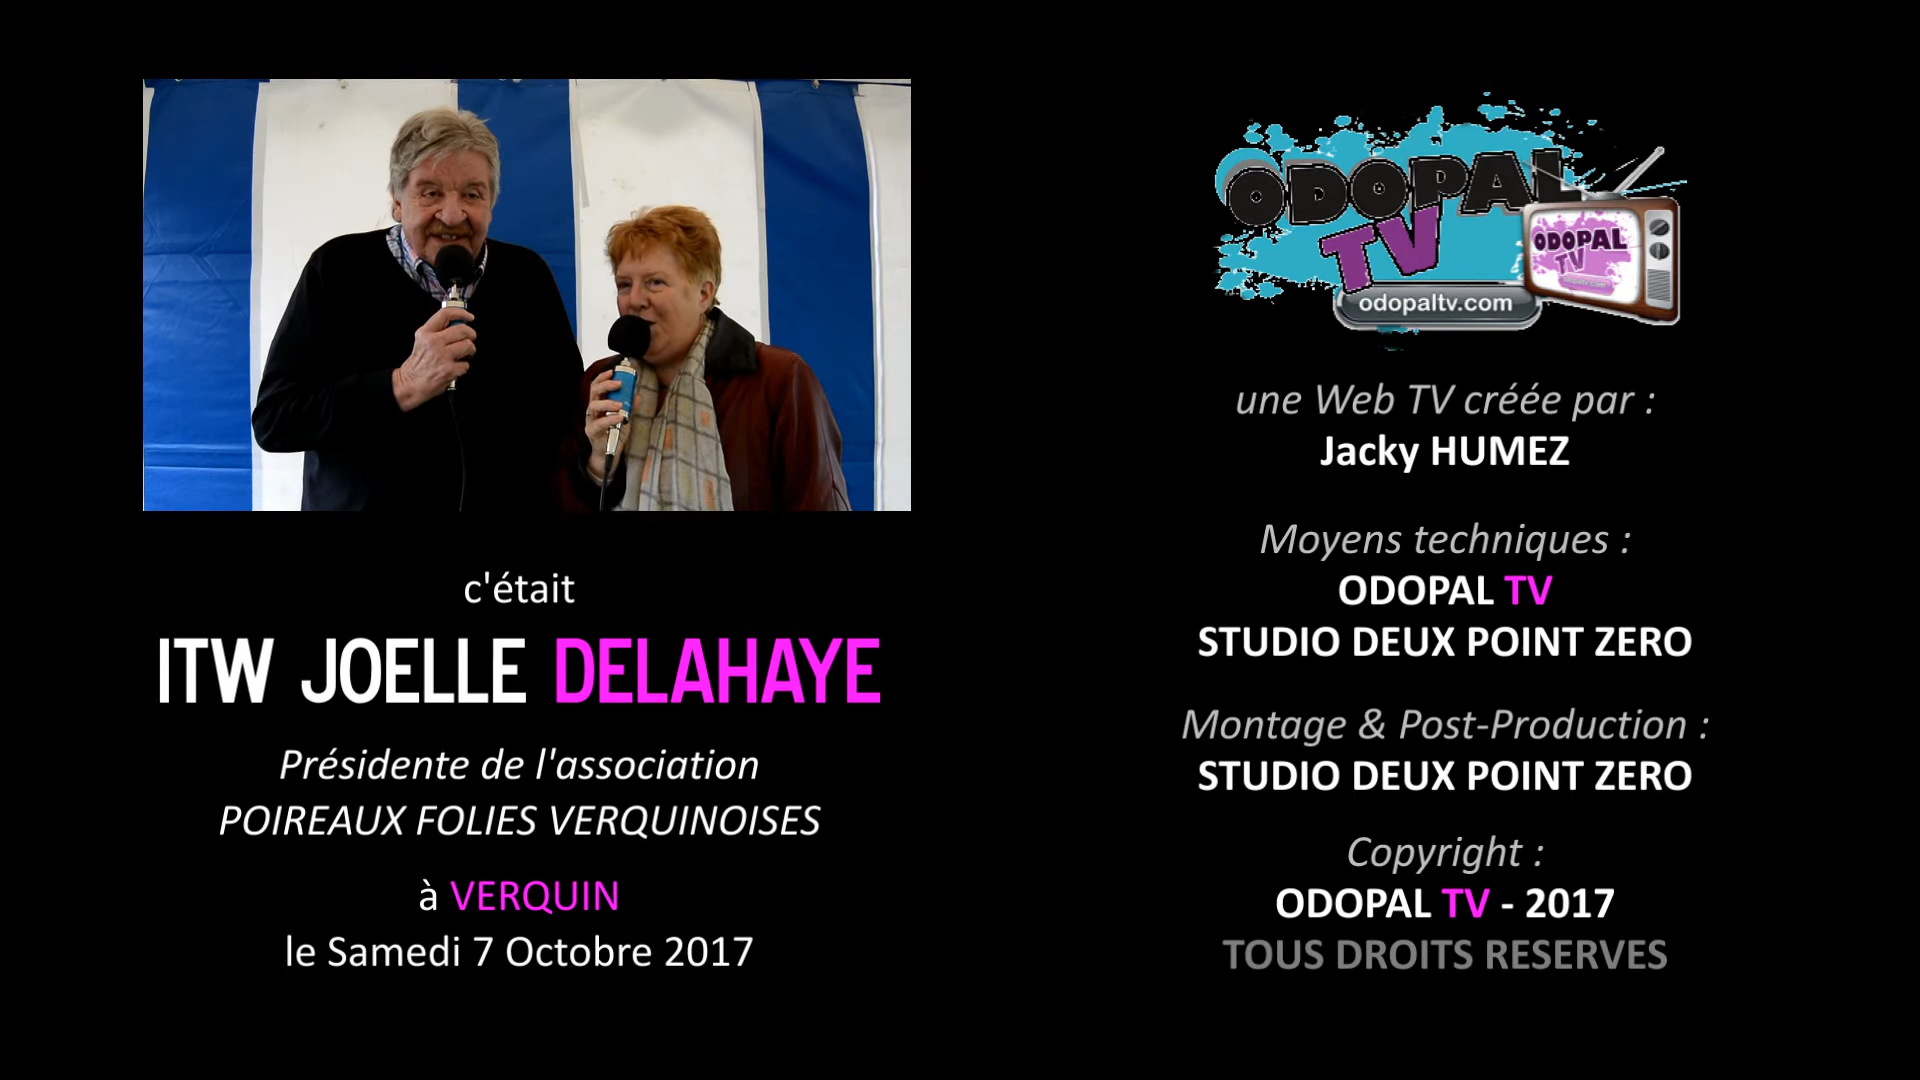 c'était
ITW JOELLE DELAHAYE
Présidente de l'association
POIREAUX FOLIES VERQUINOISES
à VERQUIN
le Samedi 7 Octobre 2017
ODOPAL
TV
odopaltv.com
ODOPAL
TV
une Web TV créée par :
Jacky HUMEZ
Moyens techniques :
ODOPAL TV
STUDIO DEUX POINT ZERO
Montage & Post-Production :
STUDIO DEUX POINT ZERO
Copyright :
ODOPAL TV - 2017
TOUS DROITS RESERVES